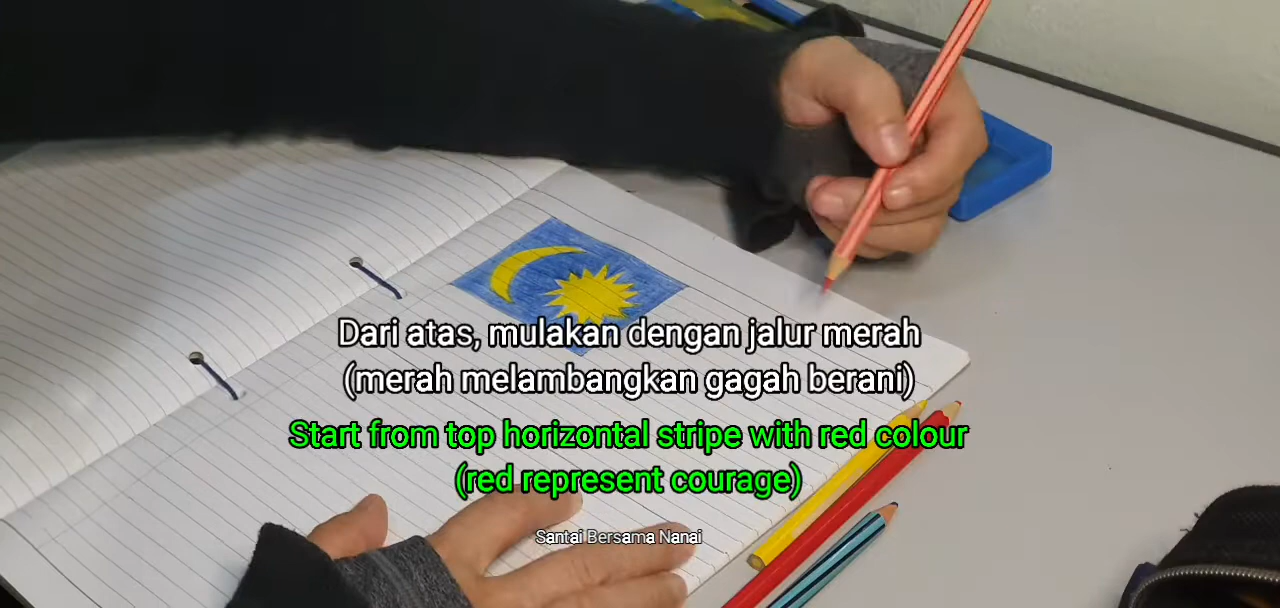 Dari atas, mulakan dengan jalur merah
(merah melambangkan gagah berani)
Start from top horizontal stripe with red colour
(red represent courage)
Santai Bersama Nanai